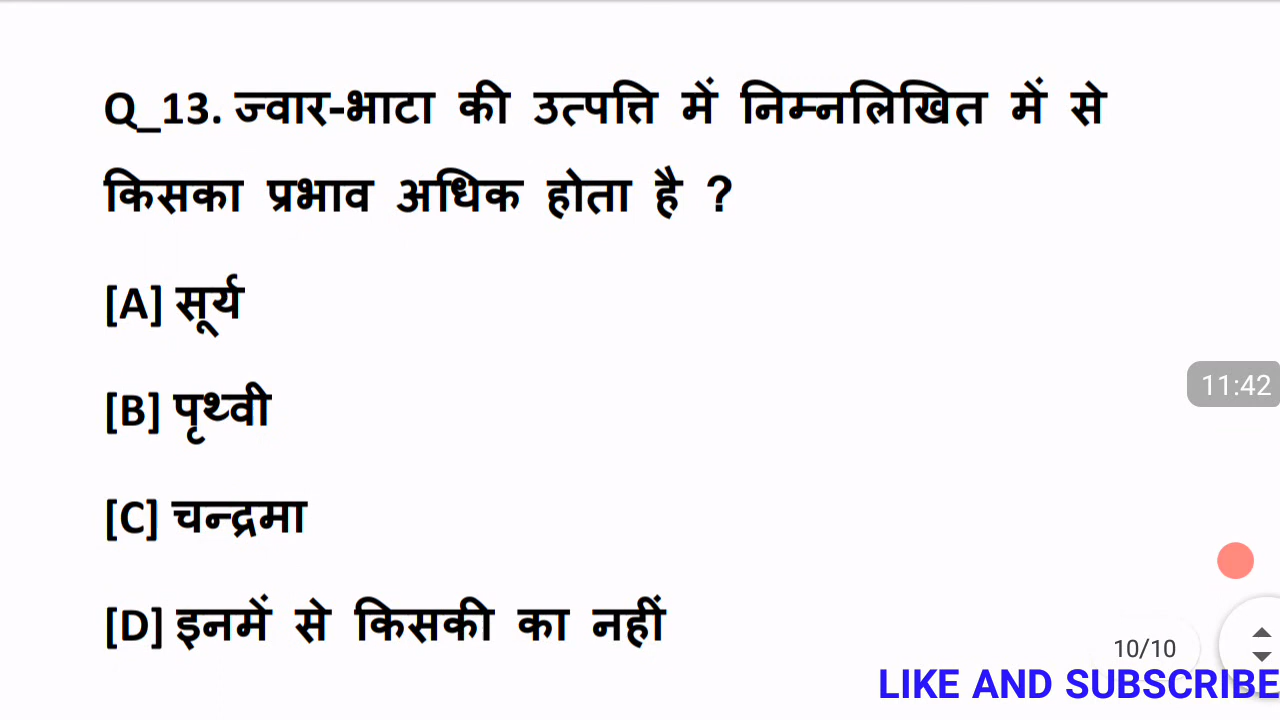 Q_13. ज्वार-भाटा की उत्पत्ति में निम्नलिखित में से
किसका प्रभाव अधिक होता है ?
[A] सूर्य
[B] पृथ्वी
11:42
[C] चन्द्रमा
[D] इनमें से किसकी का नहीं
10/10
LIKE AND SUBSCRIBE